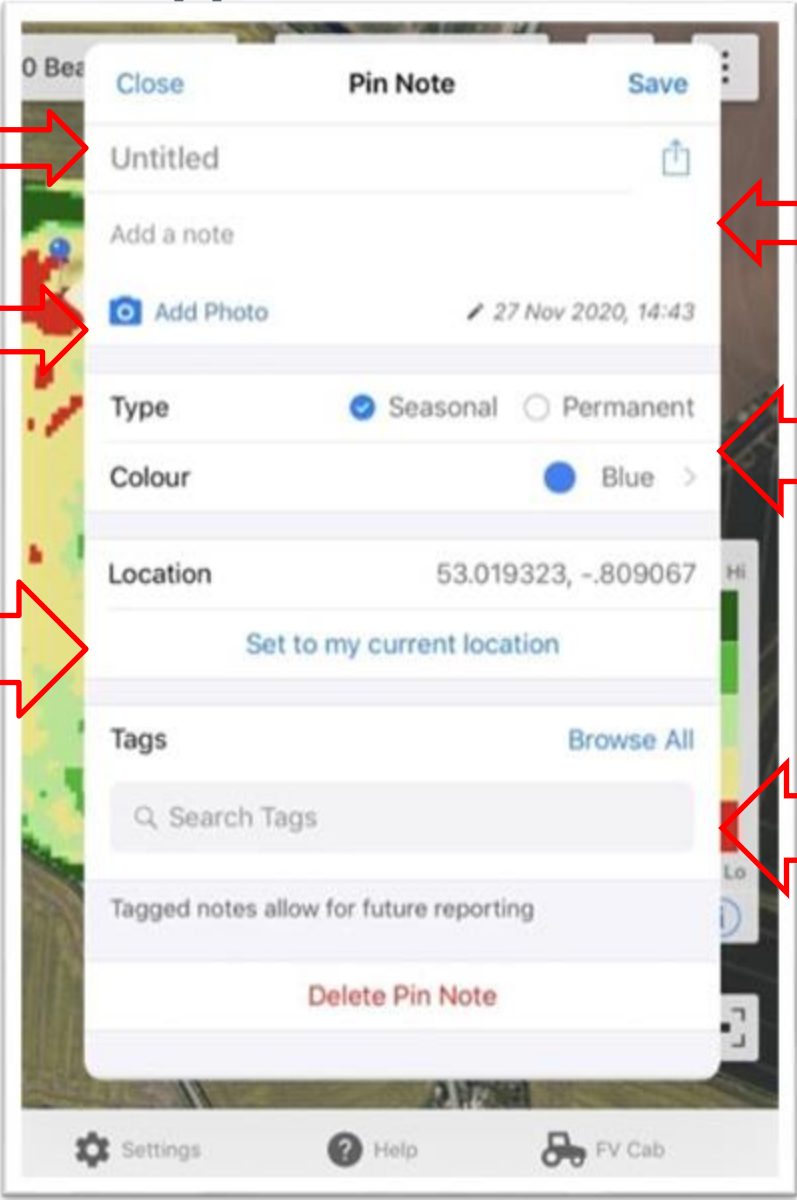 0 Bea
Close Pin Note Save
Untitled
Add a note
Add Photo 27 Nov 2020, 14:43
Type Seasonal Permanent
Colour Blue >
Location 53.019323, -.809067
Hi
Set to my current location
Tags Browse All
Search Tags
Lo
Tagged notes allow for future reporting
Delete Pin Note
Settings Help FV Cab